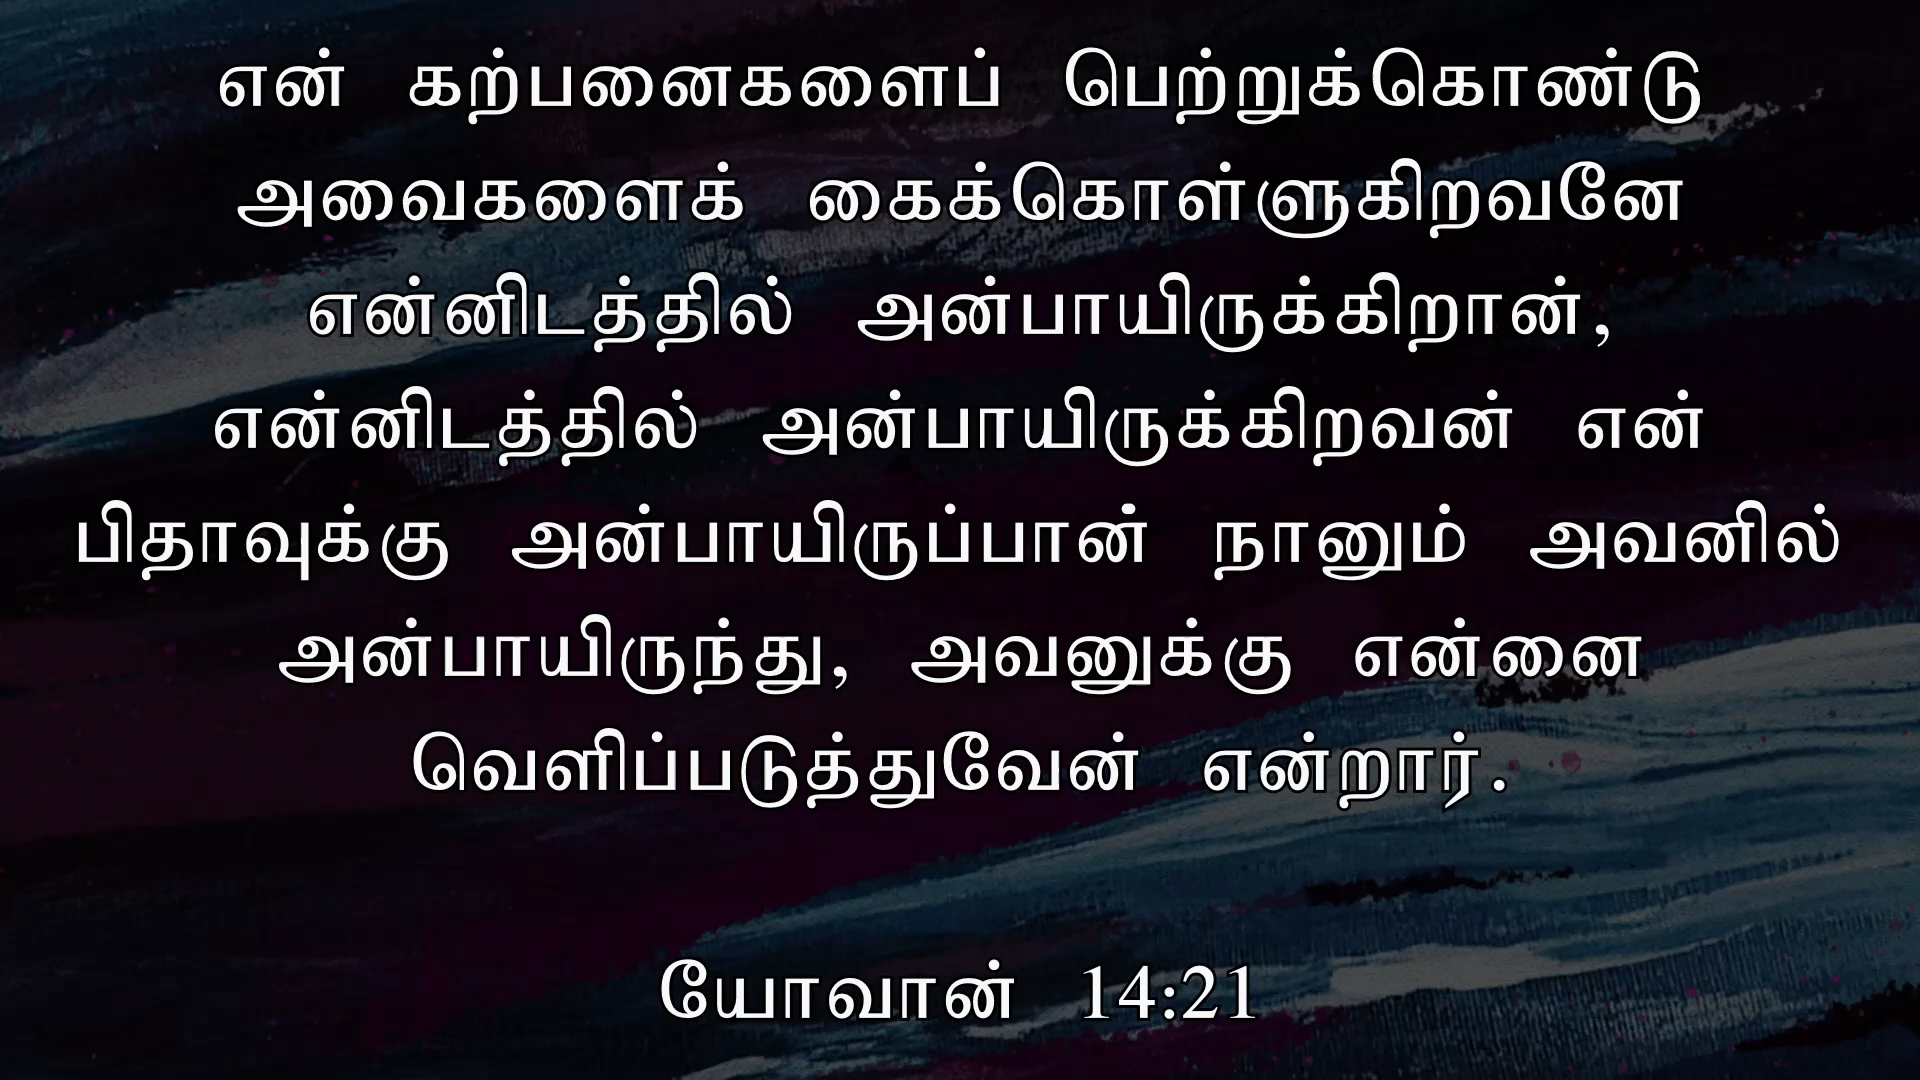 என் கற்பனைகளைப் பெற்றுக்கொண்டு
அவைகளைக் கைக்கொள்ளுகிறவனே
என்னிடத்தில் அன்பாயிருக்கிறான்,
என்னிடத்தில் அன்பாயிருக்கிறவன் என்
பிதாவுக்கு அன்பாயிருப்பான் நானும் அவனில்
அன்பாயிருந்து, அவனுக்கு என்னை
வெளிப்படுத்துவேன் என்றார்.
யோவான் 14:21